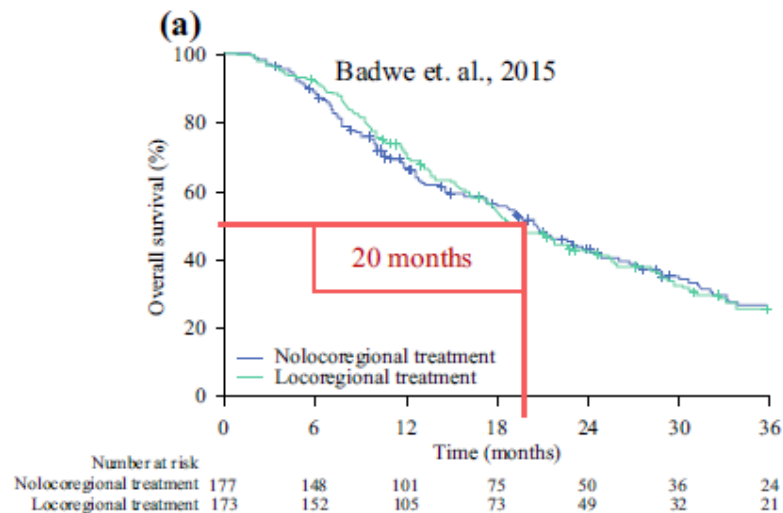 (a)
Badwe et. al., 2015
Overall survival (%)
100
80
60
40
20
0
20 months
Nolocoregional treatment
Locoregional treatment
0 6 12 18 24 30 36
Time (months)
Number at risk
Nolocoregional treatment 177 148 101 75 50 36 24
Locoregional treatment 173 152 105 73 49 32 21